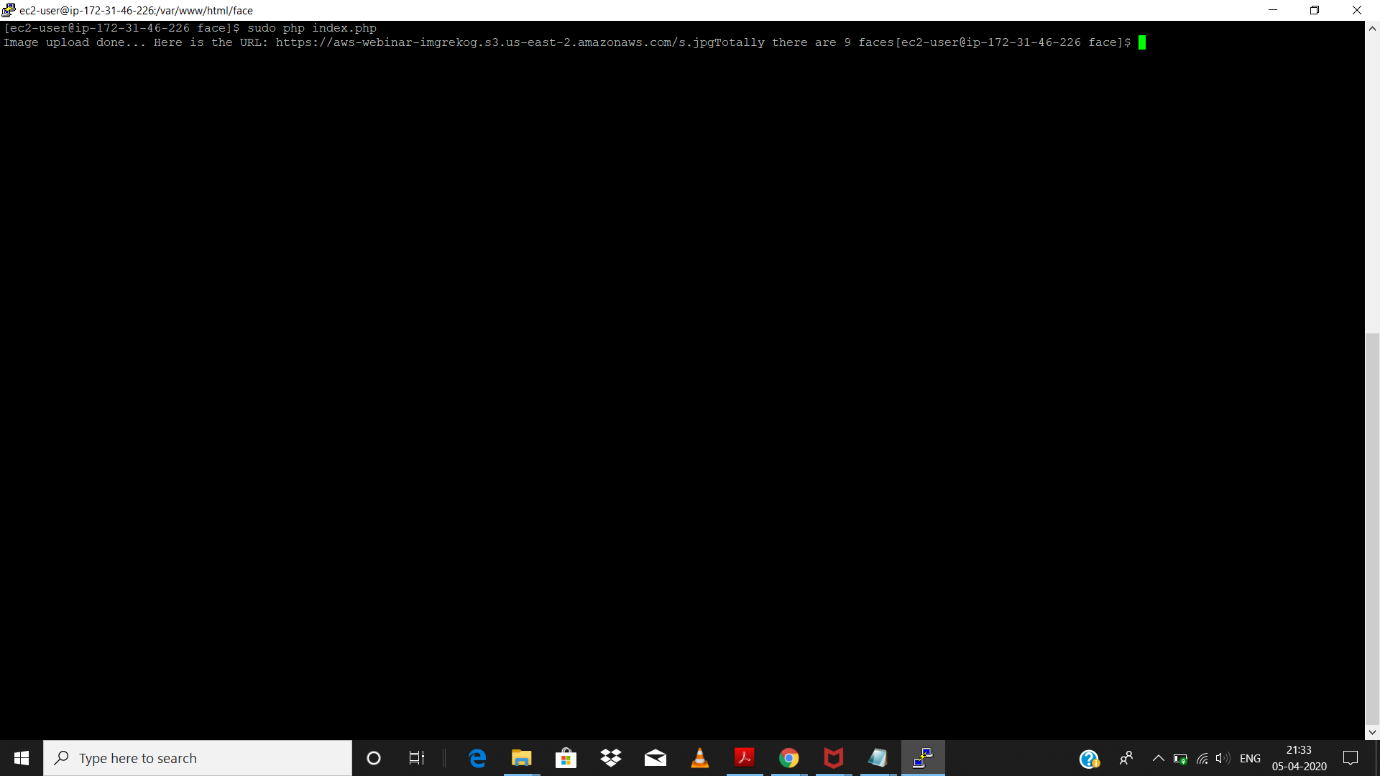 ec2-user@ip-172-31-46-226:/var/www/html/face
[ec2-user@ip-172-31-46-226 face]$ sudo php index.php
Image upload done... Here is the URL: https://aws-webinar-imgrekog.s3.us-east-2.amazonaws.com/s.jpgTotally there are 9 faces[ec2-user@ip-172-31-46-226 face]$
Type here to search
ENG
21:33
05-04-2020